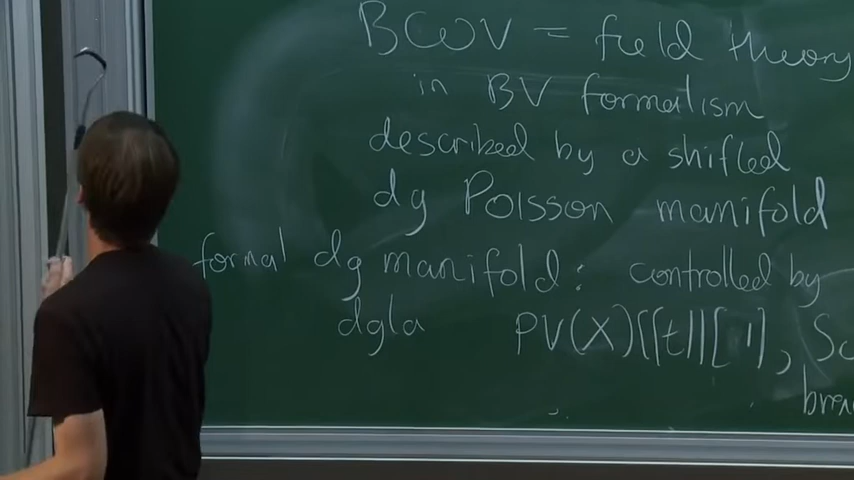 BCOV = field theory
in BV formalism
described by a shifted
dg Poisson manifold
formal dg manifold: controlled by
dgla PV(X)[[t]][1],